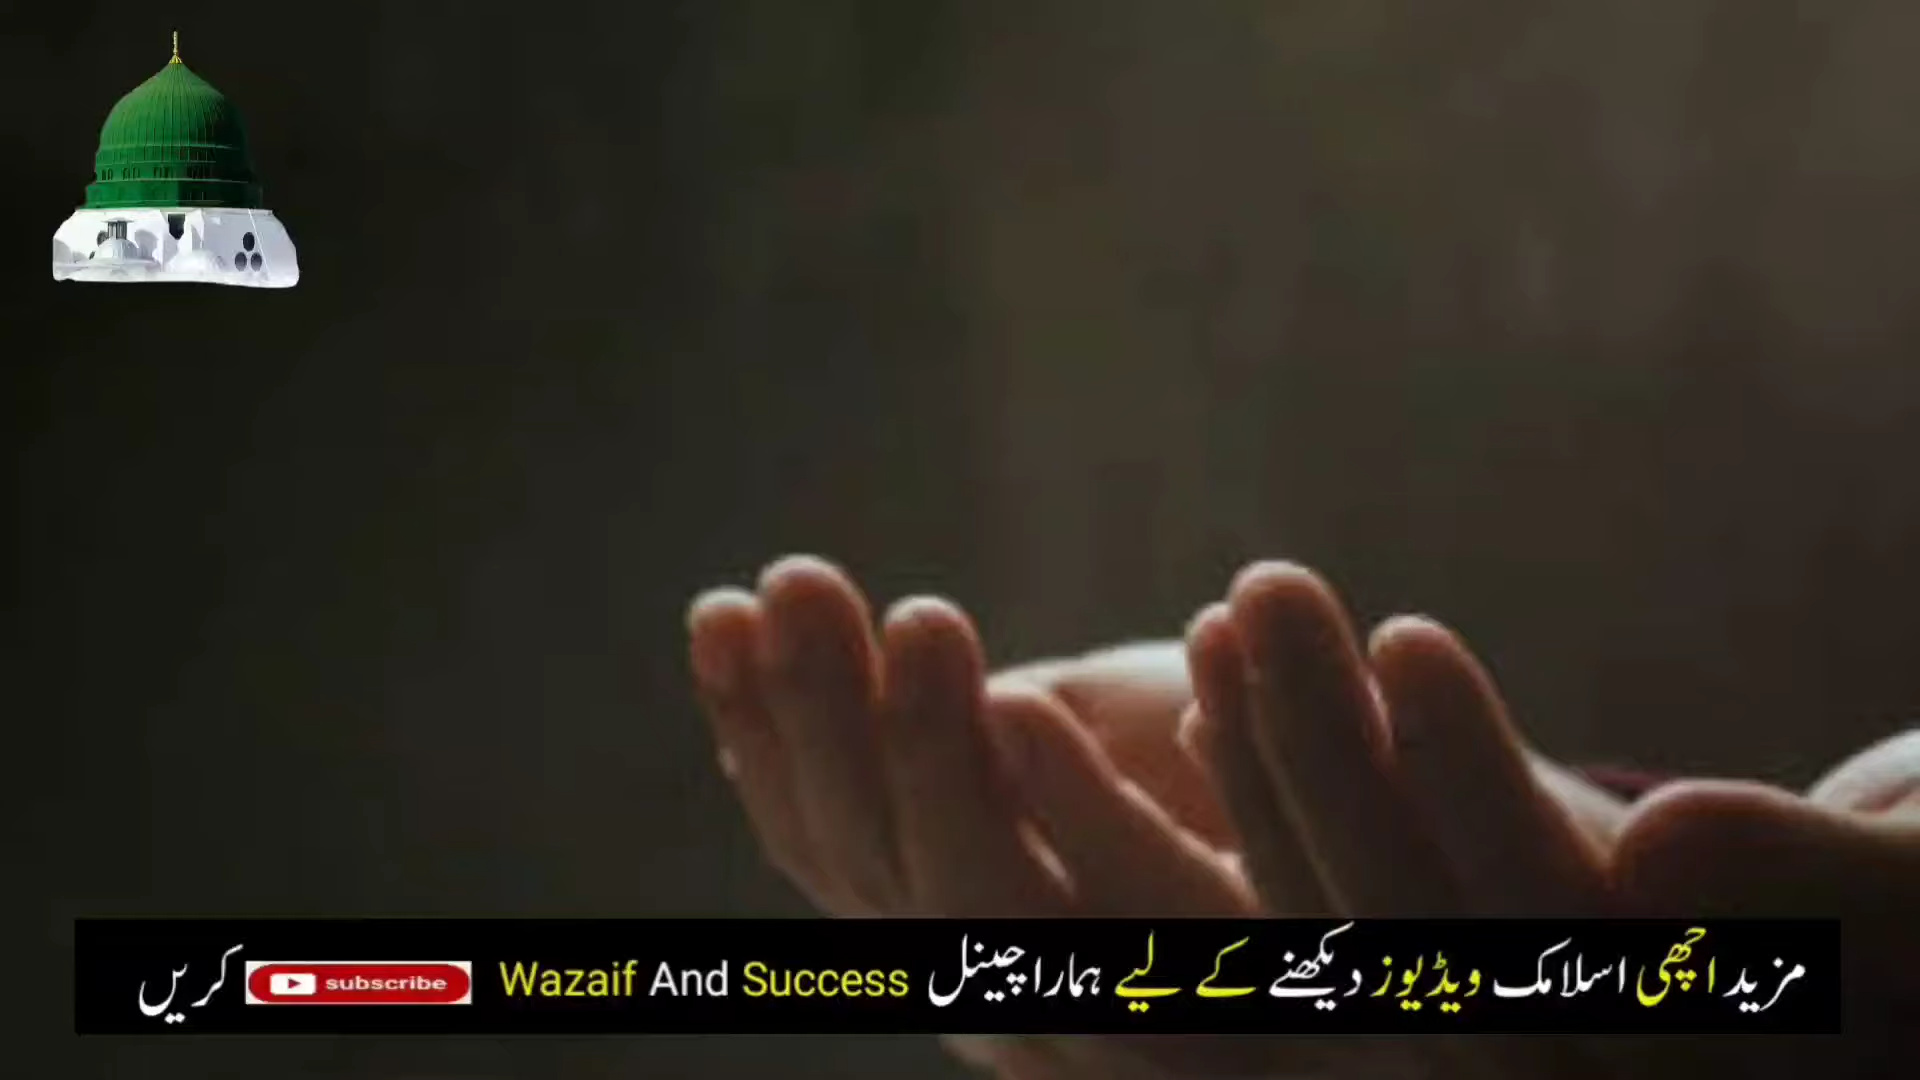 مزید اچھی اسلامک ویڈیوز دیکھنے کے لیے ہمارا چینل Wazaif And Success subscribe کریں